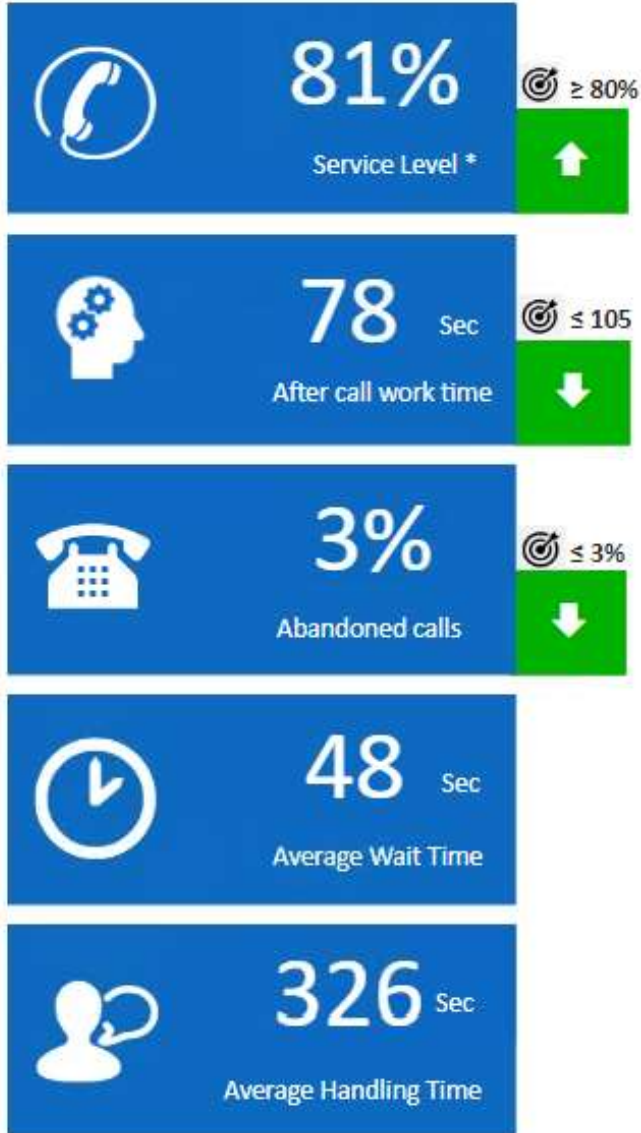 81%
≥ 80%
Service Level *
78 Sec
≤ 105
After call work time
3%
≤ 3%
Abandoned calls
48 Sec
Average Wait Time
326 Sec
Average Handling Time